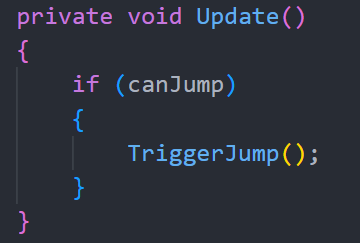 private void Update()
{
    if (canJump)
    {
        TriggerJump();
    }
}